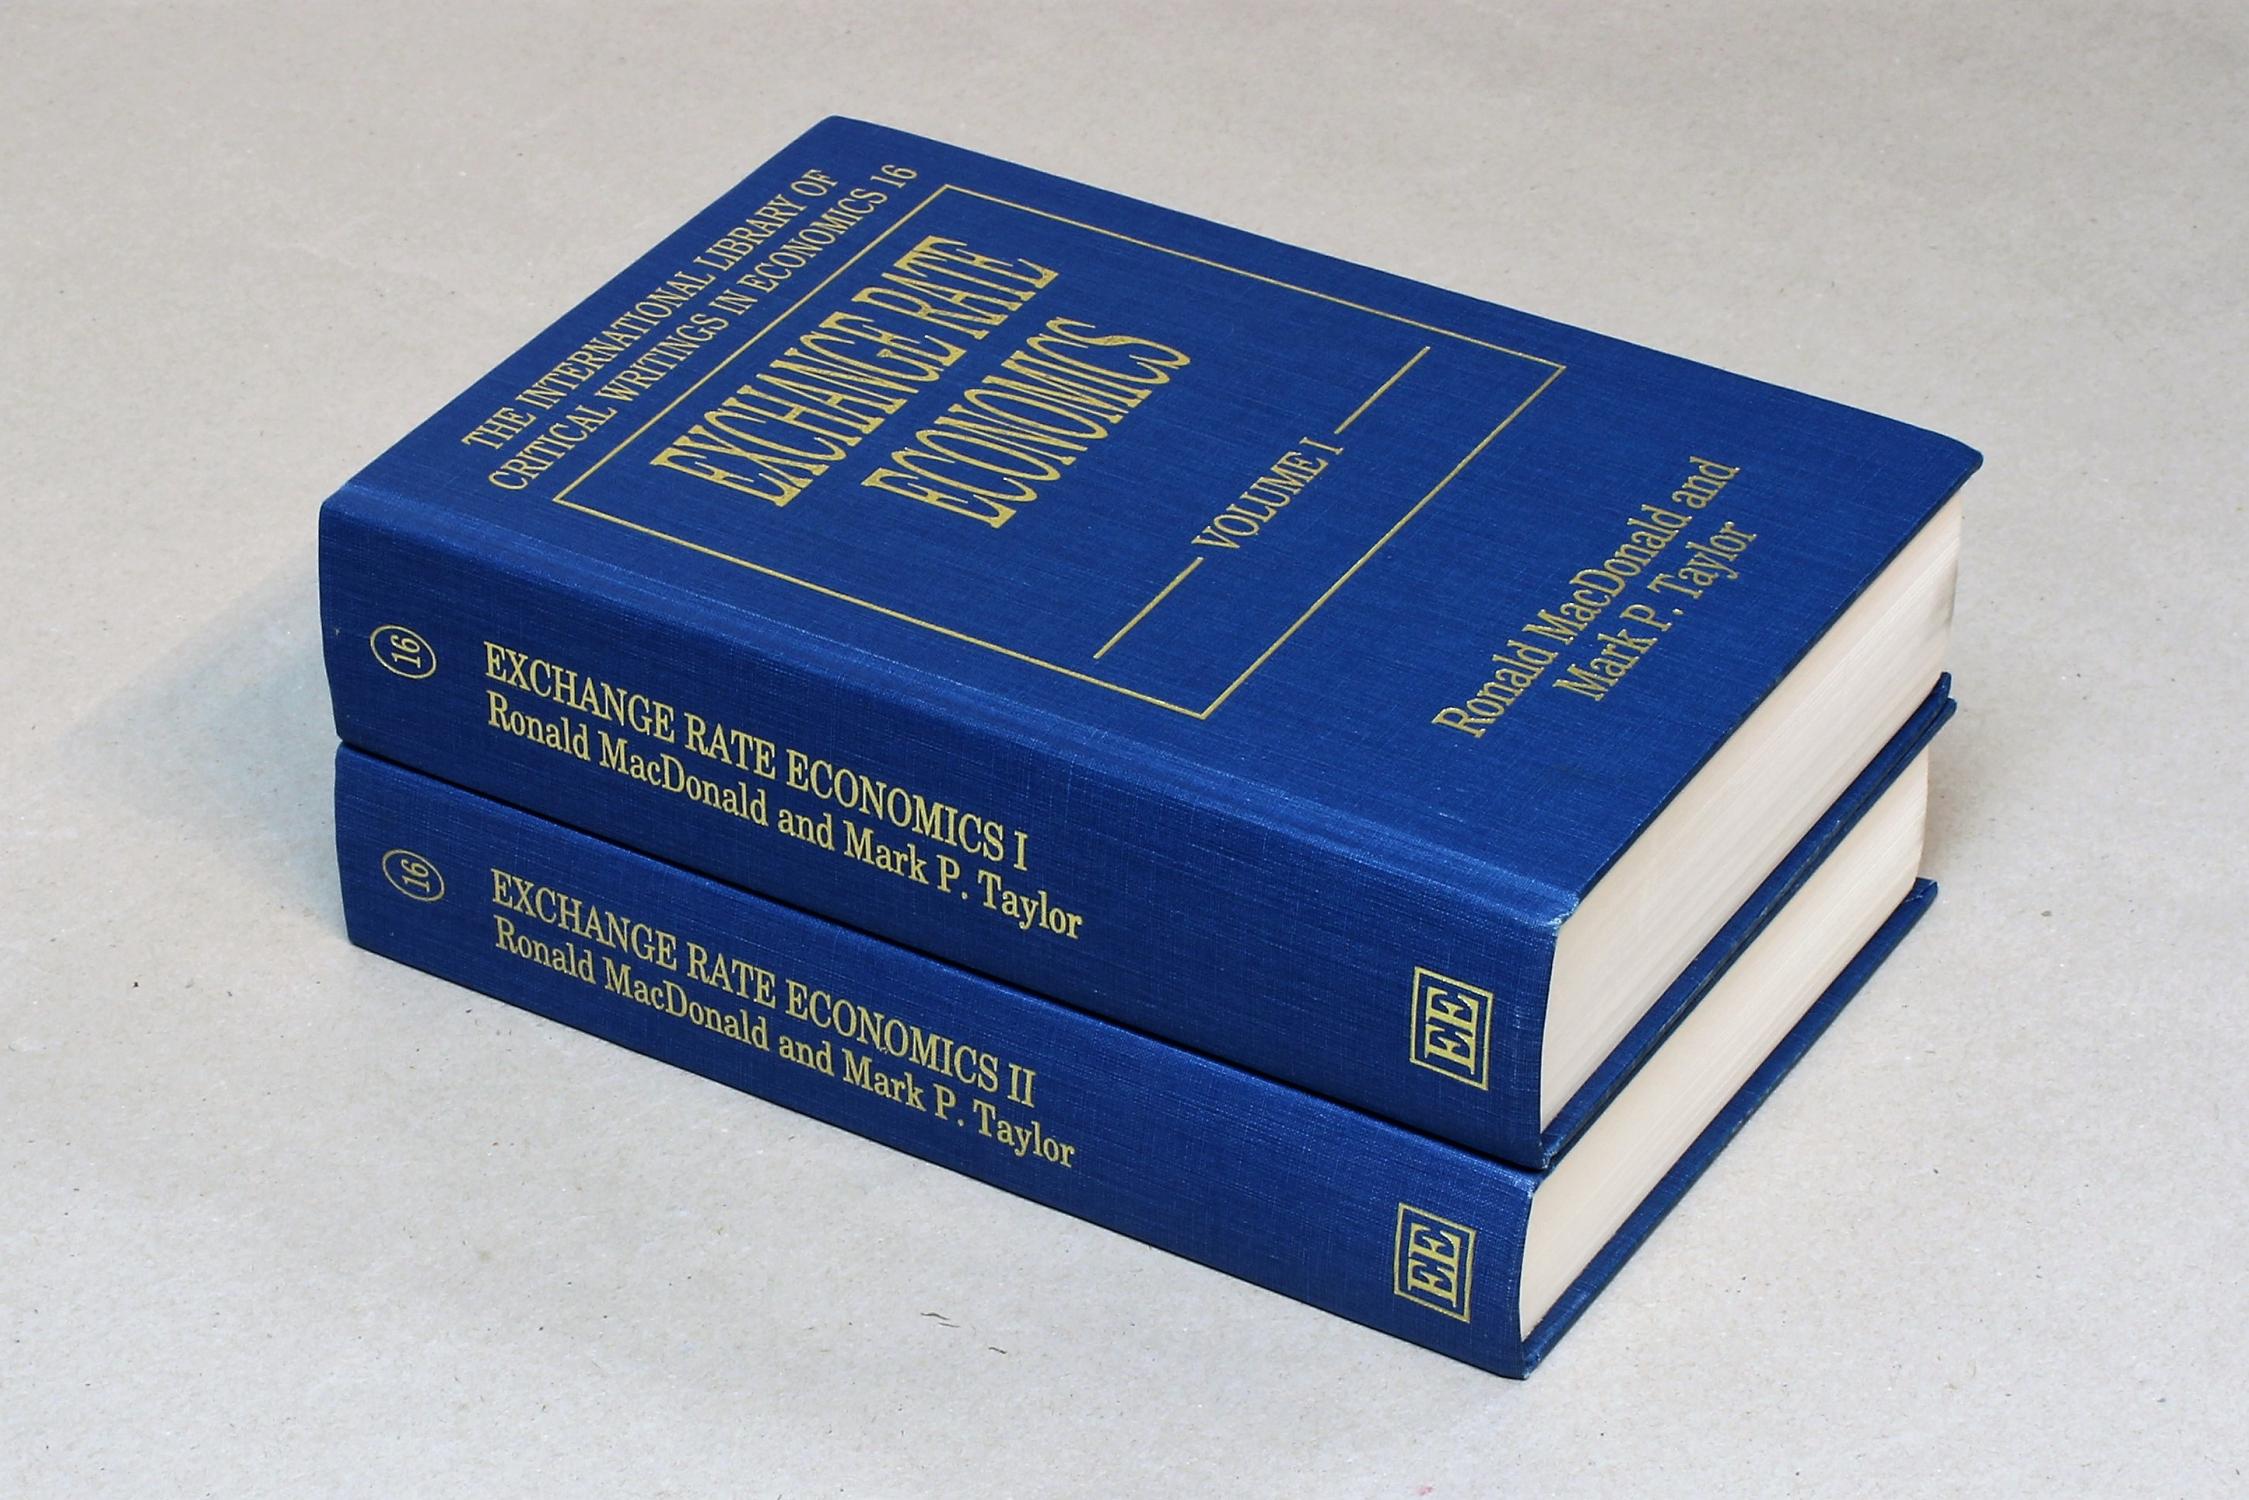 THE INTERNATIONAL LIBRARY OF
CRITICAL WRITINGS IN ECONOMICS 16
EXCHANGE RATE
ECONOMICS
VOLUME I
Ronald MacDonald and
Mark P. Taylor
16
EXCHANGE RATE ECONOMICS I
Ronald MacDonald and Mark P. Taylor
EE
16
EXCHANGE RATE ECONOMICS II
Ronald MacDonald and Mark P. Taylor
EE